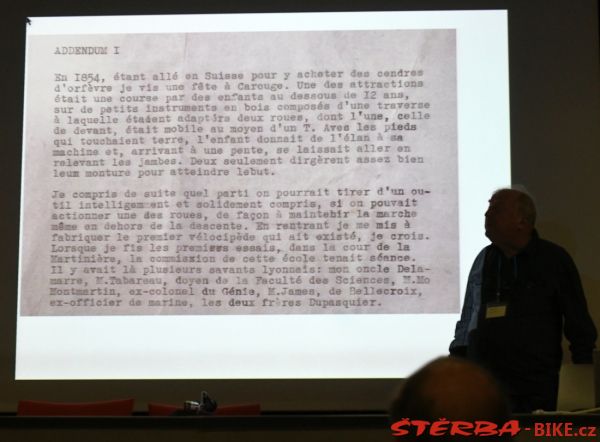 ADDENDUM I
En 1854, étant allé en Suisse pour y acheter des cendres
d'orfèvre je vis une fête à Carouge. Une des attractions
était une course par des enfants au dessous de 12 ans,
sur de petits instruments en bois composés d'une traverse
à laquelle étaient adaptérs deux roues, dont l'une, celle
de devant, était mobile au moyen d'un T. Aves les pieds
qui touchaient terre, l'enfant donnait de l'élan à sa
machine et, arrivant à une pente, se laissait aller en
relevant les jambes. Deux seulement dirgèrent assez bien
leur monture pour atteindre lebut.
Je compris de suite quel parti on pourrait tirer d'un ou-
til intelligemment et solidement compris, si on pouvait
actionner une des roues, de façon à maintehir la marche
même en dehors de la descente. En rentrant je me mis à
fabriquer le premier vélocipède qui ait existé, je crois.
Lorsque je fis les premiers essais, dans la cour de la
Martinière, la commission de cette école tenait séance.
Il y avait là plusieurs savants lyonnais: mon oncle Dela-
marre, M.Tabareau, doyen de la Faculté des Sciences, M.Mo
Montmartin, ex-colonel du Génie, M.James, de Bellecroix,
ex-officier de marine, les deux frères Dupasquier.
ŠTĚRBA-BIKE.cz